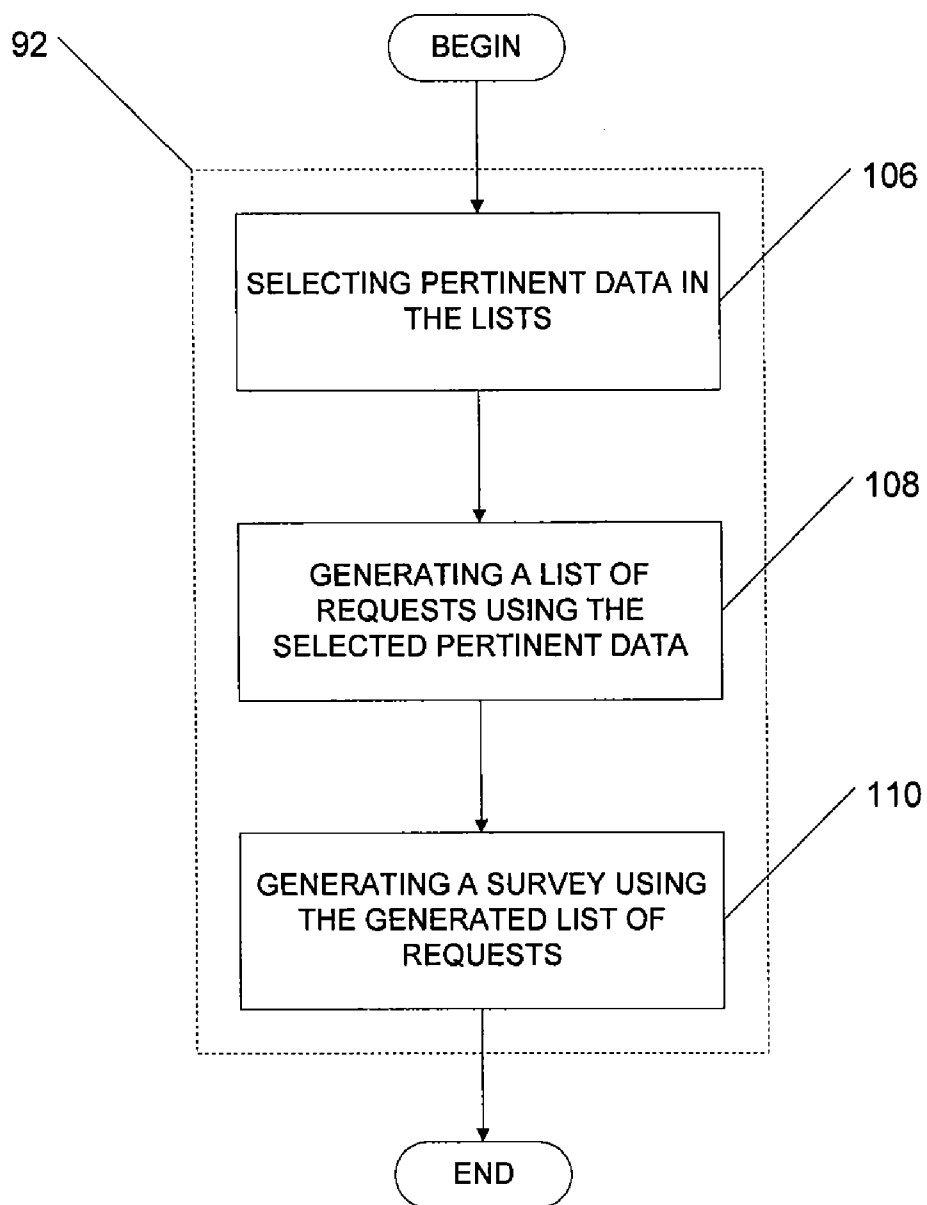 92
BEGIN
106
SELECTING PERTINENT DATA IN
THE LISTS
108
GENERATING A LIST OF
REQUESTS USING THE
SELECTED PERTINENT DATA
110
GENERATING A SURVEY USING
THE GENERATED LIST OF
REQUESTS
END